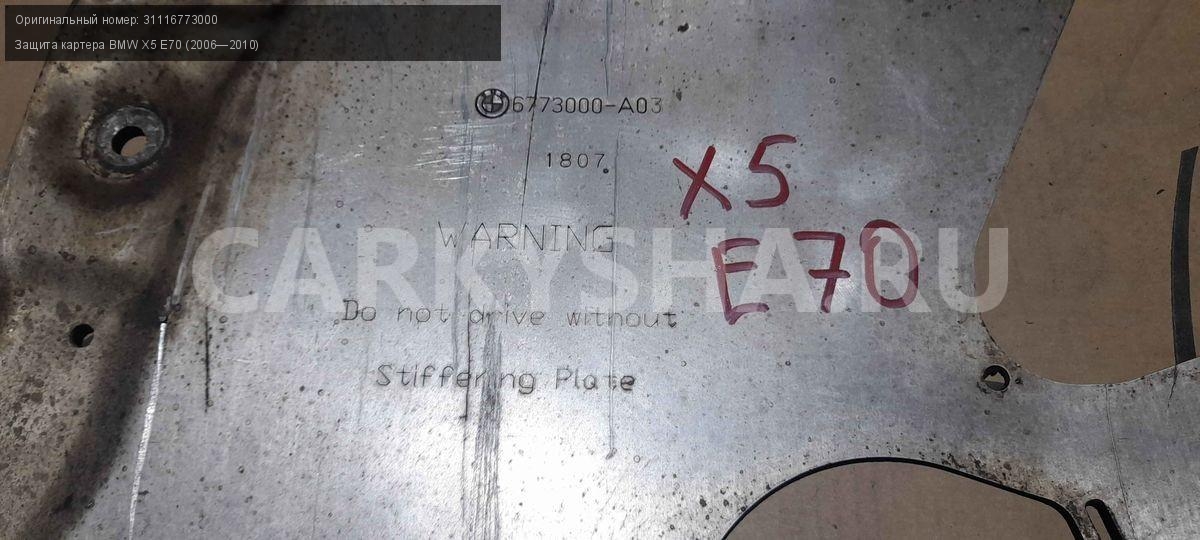 Оригинальный номер: 31116773000
Защита картера BMW X5 E70 (2006—2010)
6773000-A03
1807
X5
WARNING
E70
CARKYSHA.RU
Do not drive without
Stiffering Plate